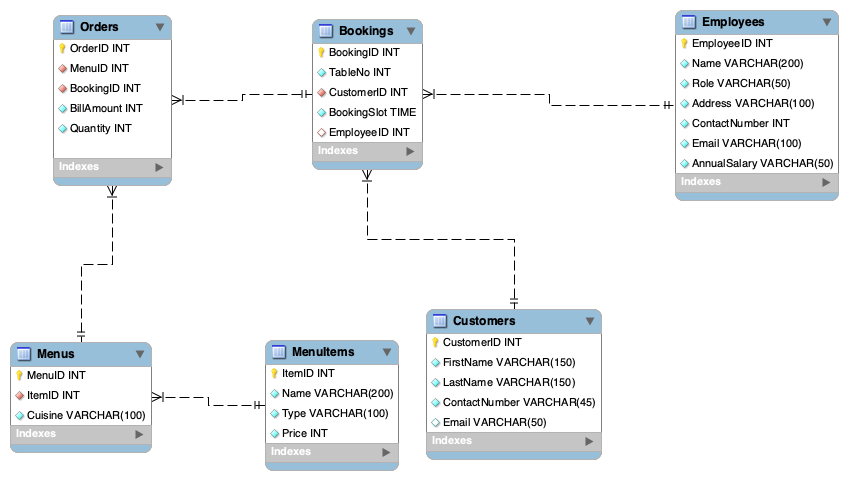 Orders
OrderID INT
MenuID INT
BookingID INT
BillAmount INT
Quantity INT
Indexes
Bookings
BookingID INT
TableNo INT
CustomerID INT
BookingSlot TIME
EmployeeID INT
Indexes
Employees
EmployeeID INT
Name VARCHAR(200)
Role VARCHAR(50)
Address VARCHAR(100)
ContactNumber INT
Email VARCHAR(100)
AnnualSalary VARCHAR(50)
Indexes
Menus
MenuID INT
ItemID INT
Cuisine VARCHAR(100)
Indexes
MenuItems
ItemID INT
Name VARCHAR(200)
Type VARCHAR(100)
Price INT
Indexes
Customers
CustomerID INT
FirstName VARCHAR(150)
LastName VARCHAR(150)
ContactNumber VARCHAR(45)
Email VARCHAR(50)
Indexes